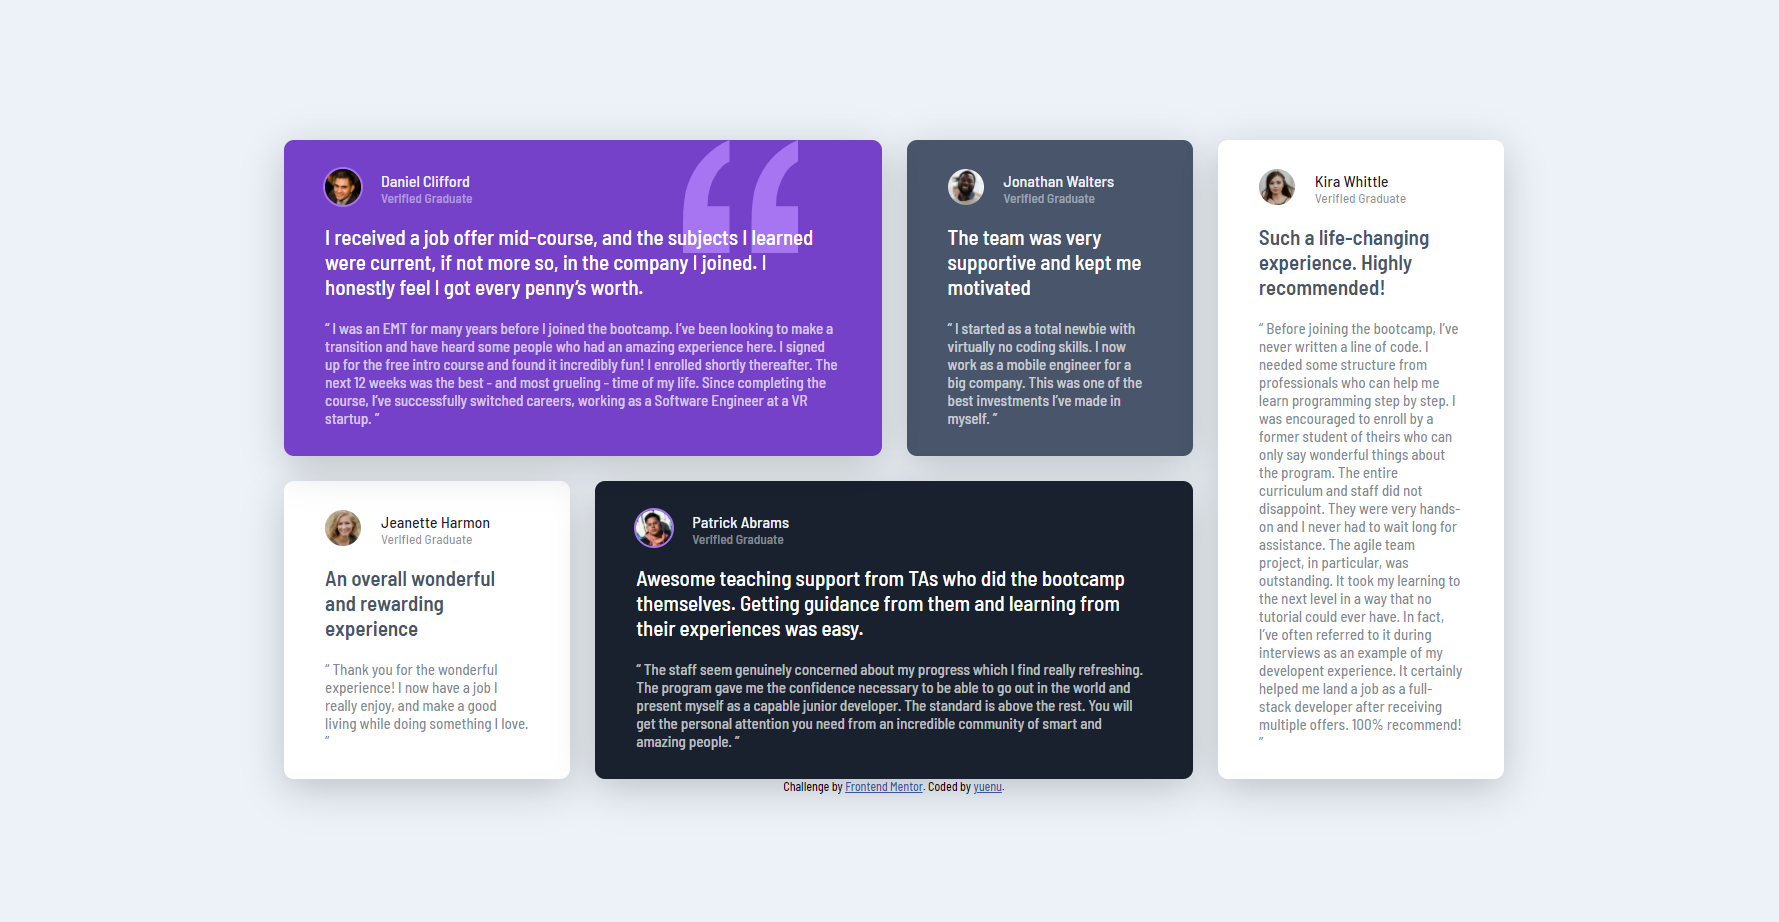 Daniel Clifford
Verified Graduate
I received a job offer mid-course, and the subjects I learned
were current, if not more so, in the company I joined. I
honestly feel I got every penny’s worth.
“ I was an EMT for many years before I joined the bootcamp. I’ve been looking to make a
transition and have heard some people who had an amazing experience here. I signed
up for the free intro course and found it incredibly fun! I enrolled shortly thereafter. The
next 12 weeks was the best - and most grueling - time of my life. Since completing the
course, I’ve successfully switched careers, working as a Software Engineer at a VR
startup. ”
Jonathan Walters
Verified Graduate
The team was very
supportive and kept me
motivated
“ I started as a total newbie with
virtually no coding skills. I now
work as a mobile engineer for a
big company. This was one of the
best investments I’ve made in
myself. ”
Kira Whittle
Verified Graduate
Such a life-changing
experience. Highly
recommended!
“ Before joining the bootcamp, I’ve
never written a line of code. I
needed some structure from
professionals who can help me
learn programming step by step. I
was encouraged to enroll by a
former student of theirs who can
only say wonderful things about
the program. The entire
curriculum and staff did not
disappoint. They were very hands-
on and I never had to wait long for
assistance. The agile team
project, in particular, was
outstanding. It took my learning to
the next level in a way that no
tutorial could ever have. In fact,
I’ve often referred to it during
interviews as an example of my
developent experience. It certainly
helped me land a job as a full-
stack developer after receiving
multiple offers. 100% recommend!
”
Jeanette Harmon
Verified Graduate
An overall wonderful
and rewarding
experience
“ Thank you for the wonderful
experience! I now have a job I
really enjoy, and make a good
living while doing something I love.
”
Patrick Abrams
Verified Graduate
Awesome teaching support from TAs who did the bootcamp
themselves. Getting guidance from them and learning from
their experiences was easy.
“ The staff seem genuinely concerned about my progress which I find really refreshing.
The program gave me the confidence necessary to be able to go out in the world and
present myself as a capable junior developer. The standard is above the rest. You will
get the personal attention you need from an incredible community of smart and
amazing people. ”
Challenge by Frontend Mentor. Coded by yuenu.